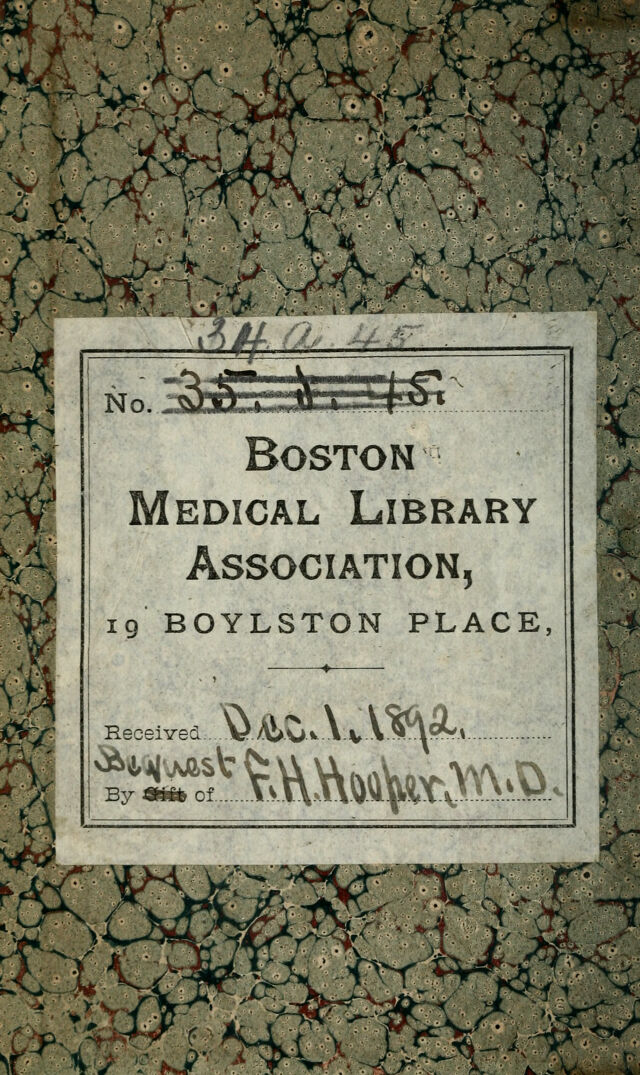 34. a. 45
No. 35. J. 45.
BOSTON
MEDICAL LIBRARY
ASSOCIATION,
19 BOYLSTON PLACE,
Received Dec. 1. 1892.
Bequest
By Gift of F. H. Hooper, M.D.